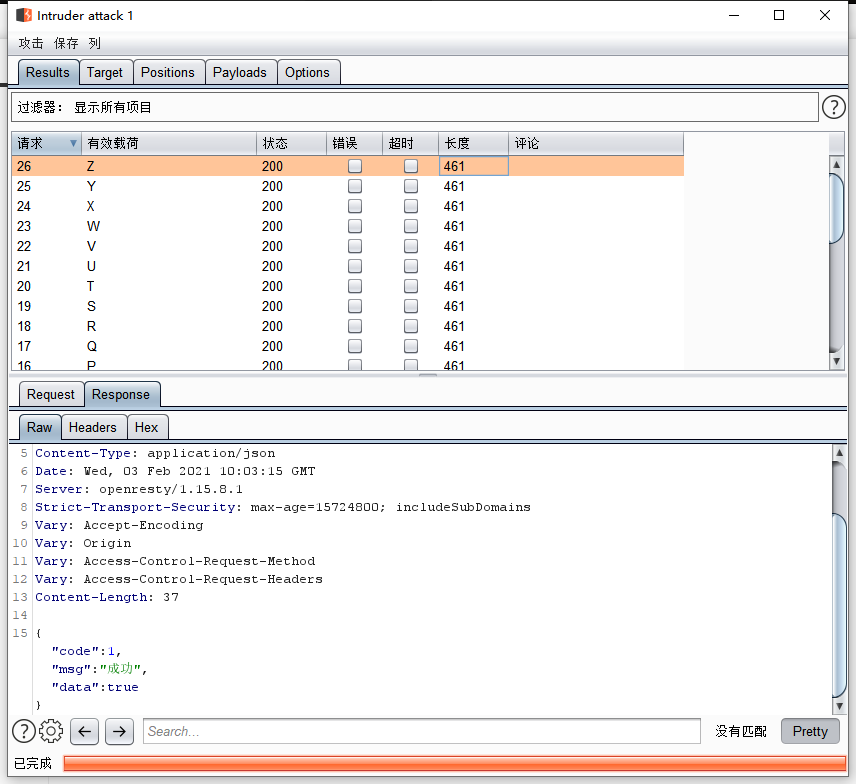 Intruder attack 1
攻击 保存 列
Results Target Positions Payloads Options
过滤器： 显示所有项目 ?
请求 有效载荷 状态 错误 超时 长度 评论
26 Z 200 461
25 Y 200 461
24 X 200 461
23 W 200 461
22 V 200 461
21 U 200 461
20 T 200 461
19 S 200 461
18 R 200 461
17 Q 200 461
16 P 200 461
Request Response
Raw Headers Hex
5 Content-Type: application/json
6 Date: Wed, 03 Feb 2021 10:03:15 GMT
7 Server: openresty/1.15.8.1
8 Strict-Transport-Security: max-age=15724800; includeSubDomains
9 Vary: Accept-Encoding
10 Vary: Origin
11 Vary: Access-Control-Request-Method
12 Vary: Access-Control-Request-Headers
13 Content-Length: 37
14
15 {
"code":1,
"msg":"成功",
"data":true
}
? Search... 没有匹配 Pretty
已完成